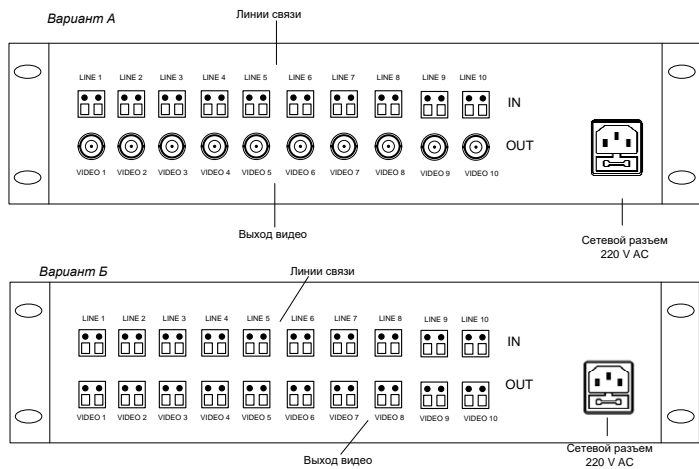 Вариант А
Линии связи
LINE 1 LINE 2 LINE 3 LINE 4 LINE 5 LINE 6 LINE 7 LINE 8 LINE 9 LINE 10
IN
OUT
VIDEO 1 VIDEO 2 VIDEO 3 VIDEO 4 VIDEO 5 VIDEO 6 VIDEO 7 VIDEO 8 VIDEO 9 VIDEO 10
Выход видео
Сетевой разъем
220 V AC
Вариант Б
Линии связи
LINE 1 LINE 2 LINE 3 LINE 4 LINE 5 LINE 6 LINE 7 LINE 8 LINE 9 LINE 10
IN
OUT
VIDEO 1 VIDEO 2 VIDEO 3 VIDEO 4 VIDEO 5 VIDEO 6 VIDEO 7 VIDEO 8 VIDEO 9 VIDEO 10
Выход видео
Сетевой разъем
220 V AC